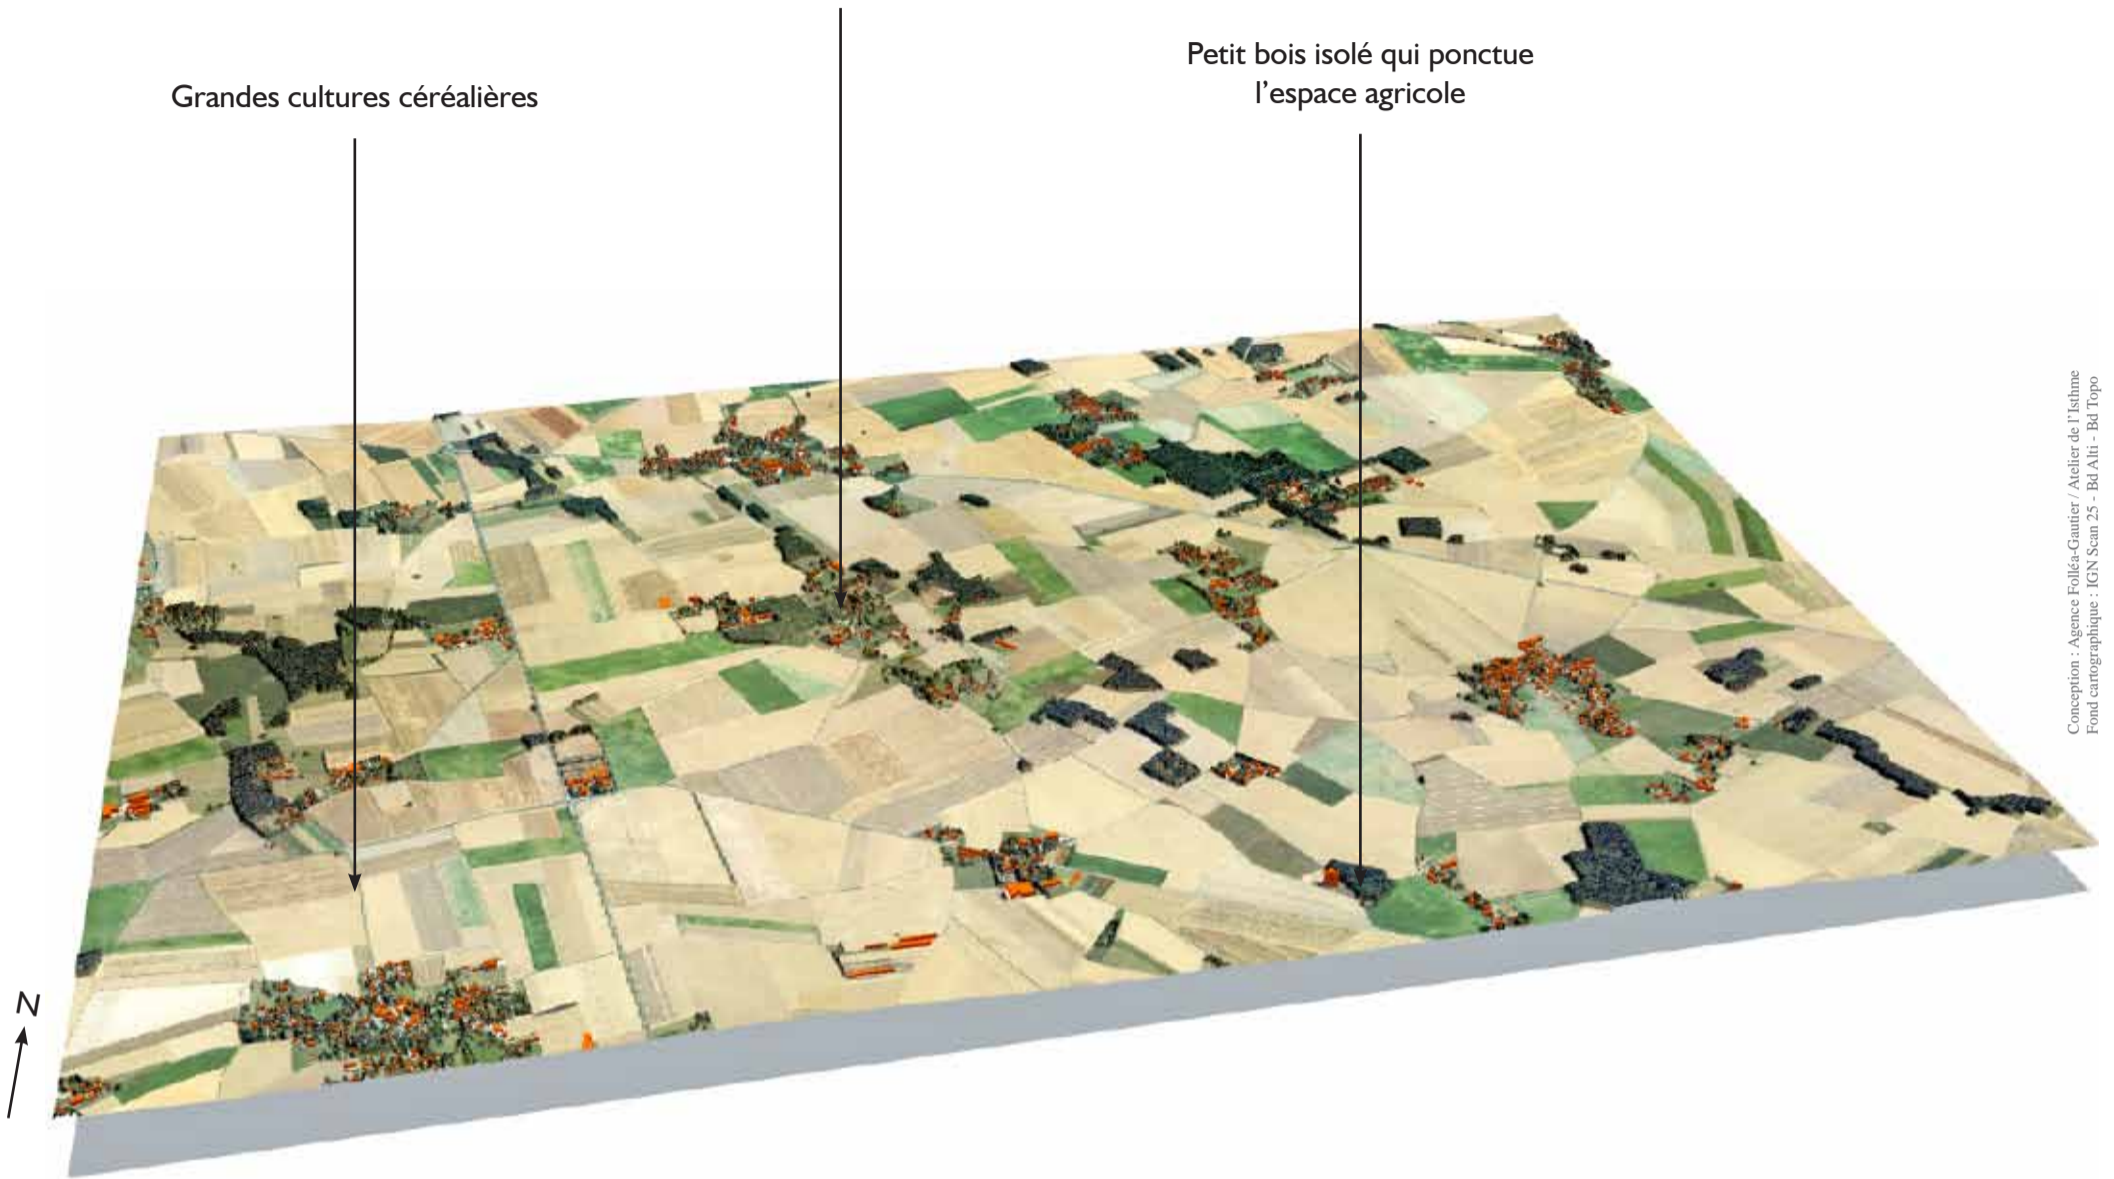 Petit bois isolé qui ponctue
l'espace agricole
Grandes cultures céréalières
N
Conception : Agence Folléa-Gautier / Atelier de l'Isthme
Fond cartographique : IGN Scan 25 - Bd Alti - Bd Topo